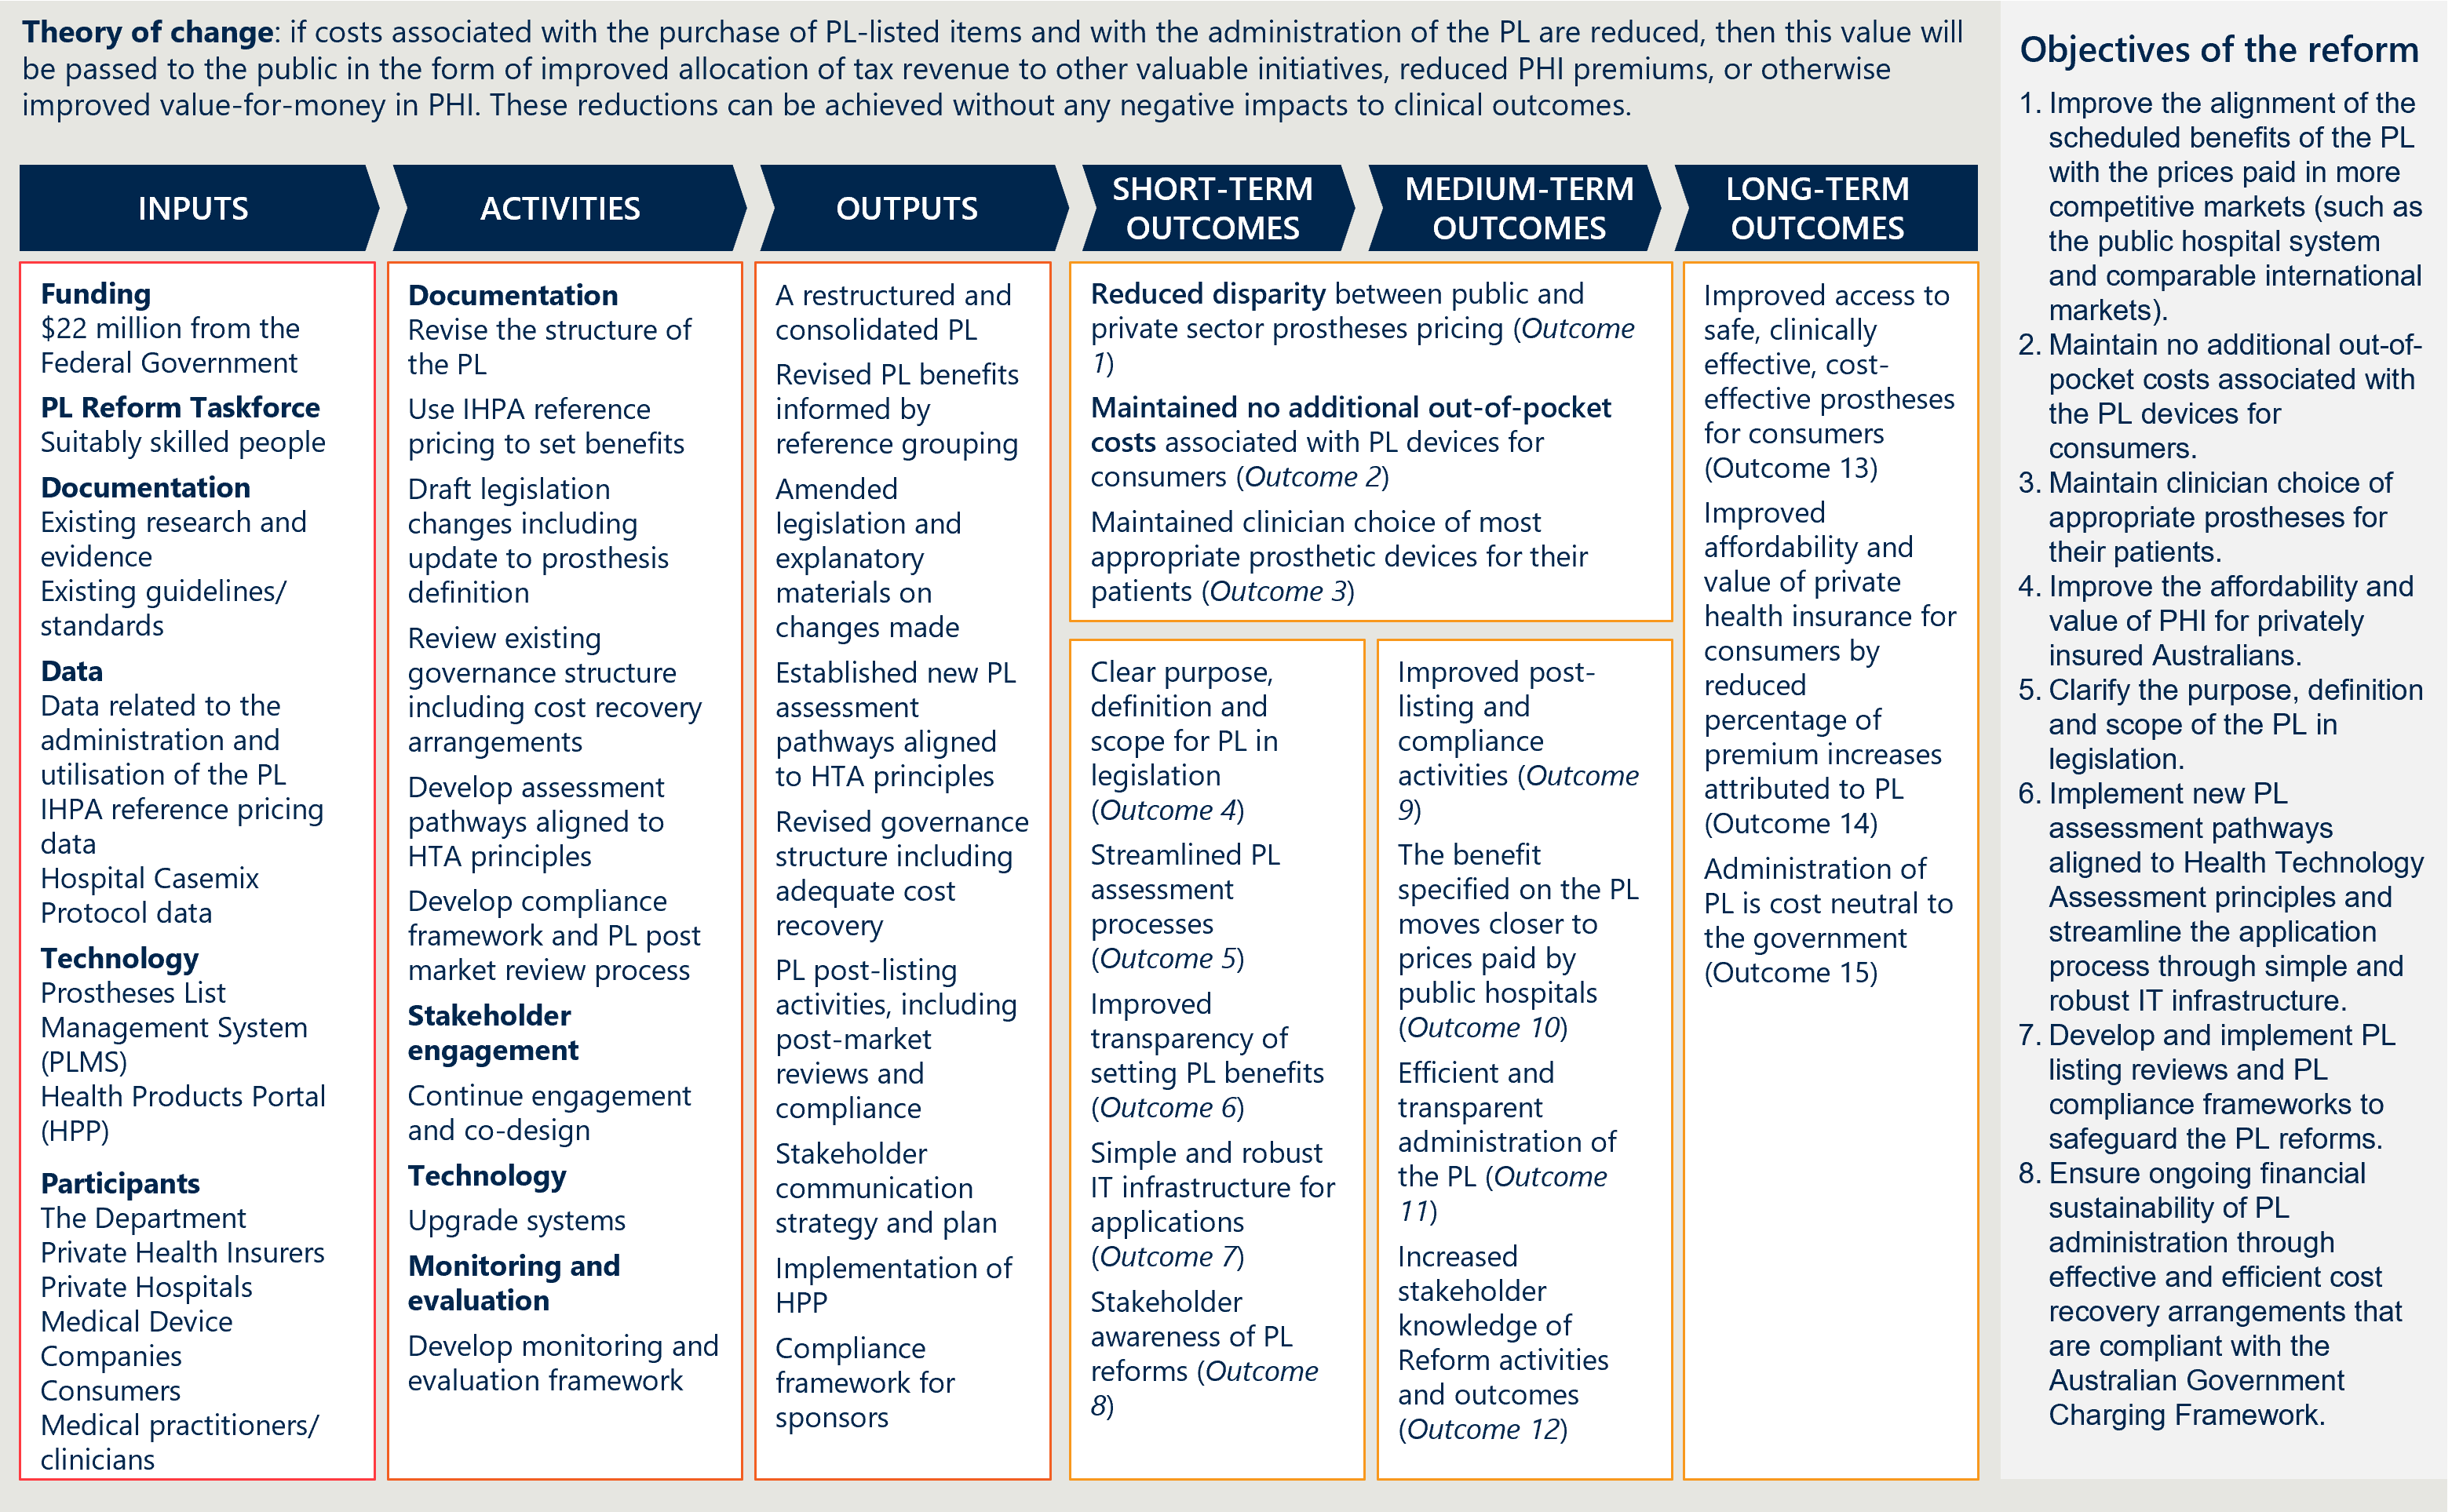 Theory of change: if costs associated with the purchase of PL-listed items and with the administration of the PL are reduced, then this value will
be passed to the public in the form of improved allocation of tax revenue to other valuable initiatives, reduced PHI premiums, or otherwise
improved value-for-money in PHI. These reductions can be achieved without any negative impacts to clinical outcomes.
INPUTS
Funding
$22 million from the
Federal Government
PL Reform Taskforce
Suitably skilled people
Documentation
Existing research and
evidence
Existing guidelines/
standards
Data
Data related to the
administration and
utilisation of the PL
IHPA reference pricing
data
Hospital Casemix
Protocol data
Technology
Prostheses List
Management System
(PLMS)
Health Products Portal
(HPP)
Participants
The Department
Private Health Insurers
Private Hospitals
Medical Device
Companies
Consumers
Medical practitioners/
clinicians
ACTIVITIES
Documentation
Revise the structure of
the PL
Use IHPA reference
pricing to set benefits
Draft legislation
changes including
update to prosthesis
definition
Review existing
governance structure
including cost recovery
arrangements
Develop assessment
pathways aligned to
HTA principles
Develop compliance
framework and PL post
market review process
Stakeholder
engagement
Continue engagement
and co-design
Technology
Upgrade systems
Monitoring and
evaluation
Develop monitoring and
evaluation framework
OUTPUTS
A restructured and
consolidated PL
Revised PL benefits
informed by
reference grouping
Amended
legislation and
explanatory
materials on
changes made
Established new PL
assessment
pathways aligned
to HTA principles
Revised governance
structure including
adequate cost
recovery
PL post-listing
activities, including
post-market
reviews and
compliance
Stakeholder
communication
strategy and plan
Implementation of
HPP
Compliance
framework for
sponsors
SHORT-TERM
OUTCOMES
MEDIUM-TERM
OUTCOMES
Reduced disparity between public and
private sector prostheses pricing (Outcome
1)
Maintained no additional out-of-pocket
costs associated with PL devices for
consumers (Outcome 2)
Maintained clinician choice of most
appropriate prosthetic devices for their
patients (Outcome 3)
Clear purpose,
definition and
scope for PL in
legislation
(Outcome 4)
Streamlined PL
assessment
processes
(Outcome 5)
Improved
transparency of
setting PL benefits
(Outcome 6)
Simple and robust
IT infrastructure for
applications
(Outcome 7)
Stakeholder
awareness of PL
reforms (Outcome
8)
Improved post-
listing and
compliance
activities (Outcome
9)
The benefit
specified on the PL
moves closer to
prices paid by
public hospitals
(Outcome 10)
Efficient and
transparent
administration of
the PL (Outcome
11)
Increased
stakeholder
knowledge of
Reform activities
and outcomes
(Outcome 12)
LONG-TERM
OUTCOMES
Improved access to
safe, clinically
effective, cost-
effective prostheses
for consumers
(Outcome 13)
Improved
affordability and
value of private
health insurance for
consumers by
reduced
percentage of
premium increases
attributed to PL
(Outcome 14)
Administration of
PL is cost neutral to
the government
(Outcome 15)
Objectives of the reform
1. Improve the alignment of the
scheduled benefits of the PL
with the prices paid in more
competitive markets (such as
the public hospital system
and comparable international
markets).
2. Maintain no additional out-of-
pocket costs associated with
the PL devices for
consumers.
3. Maintain clinician choice of
appropriate prostheses for
their patients.
4. Improve the affordability and
value of PHI for privately
insured Australians.
5. Clarify the purpose, definition
and scope of the PL in
legislation.
6. Implement new PL
assessment pathways
aligned to Health Technology
Assessment principles and
streamline the application
process through simple and
robust IT infrastructure.
7. Develop and implement PL
listing reviews and PL
compliance frameworks to
safeguard the PL reforms.
8. Ensure ongoing financial
sustainability of PL
administration through
effective and efficient cost
recovery arrangements that
are compliant with the
Australian Government
Charging Framework.